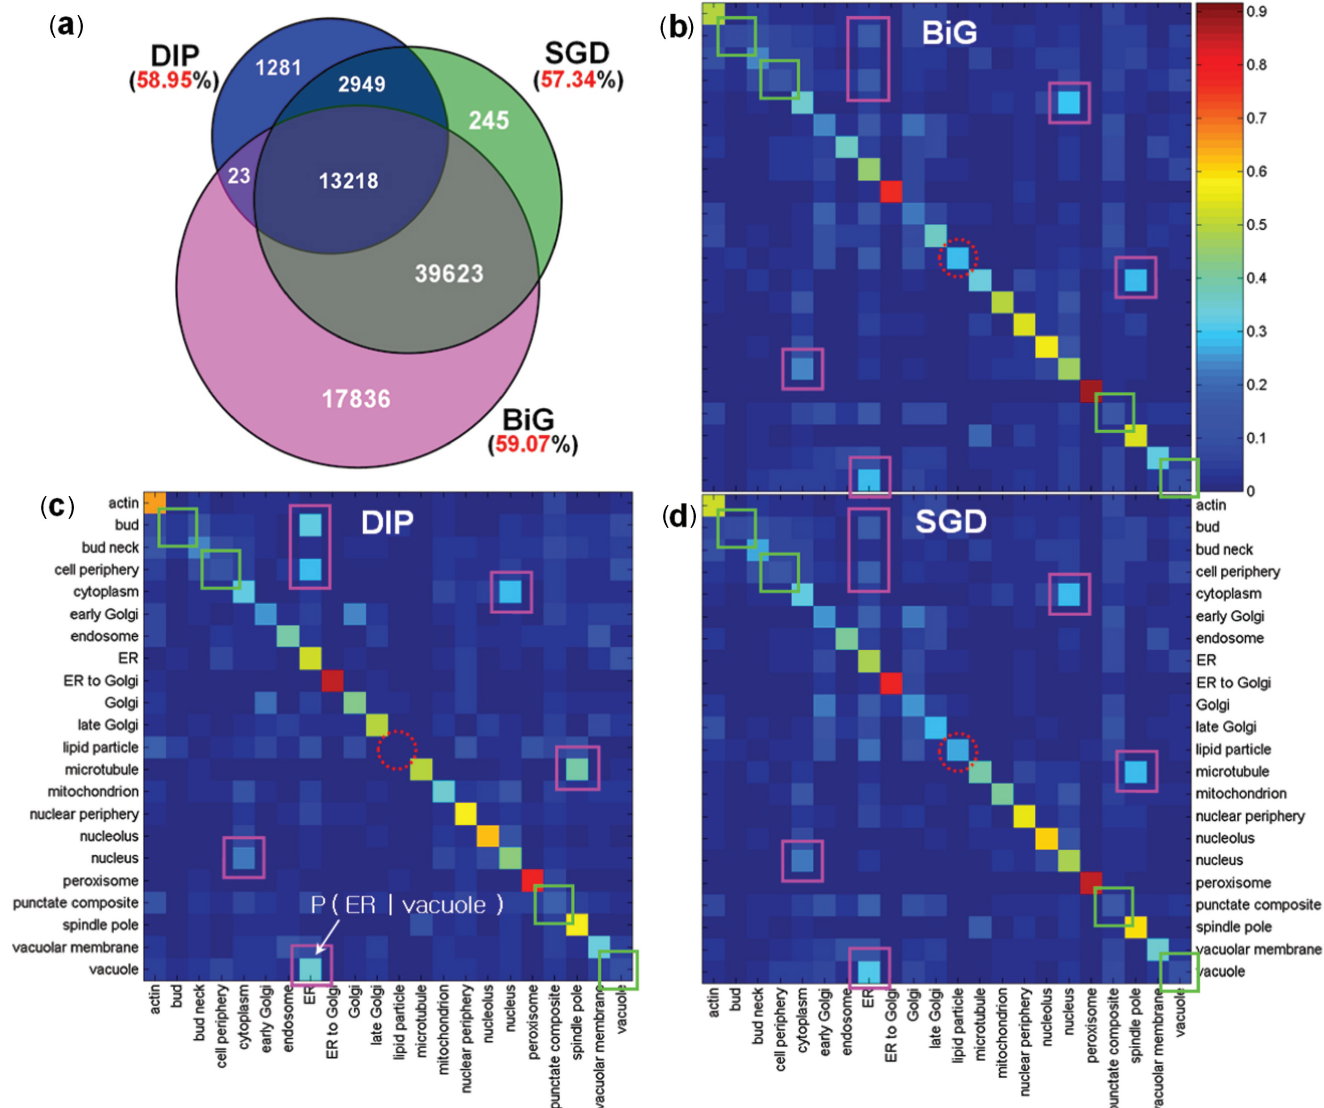 (a)
DIP
(58.95%)
SGD
(57.34%)
1281
2949
245
23
13218
39623
17836
BiG
(59.07%)
(b)
BiG
0.9
0.8
0.7
0.6
0.5
0.4
0.3
0.2
0.1
0
(c)
DIP
actin
bud
bud neck
cell periphery
cytoplasm
early Golgi
endosome
ER
ER to Golgi
Golgi
late Golgi
lipid particle
microtubule
mitochondrion
nuclear periphery
nucleolus
nucleus
peroxisome
punctate composite
spindle pole
vacuolar membrane
vacuole
P ( ER | vacuole )
actin
bud
bud neck
cell periphery
cytoplasm
early Golgi
endosome
ER
ER to Golgi
Golgi
late Golgi
lipid particle
microtubule
mitochondrion
nuclear periphery
nucleolus
nucleus
peroxisome
punctate composite
spindle pole
vacuolar membrane
vacuole
(d)
SGD
actin
bud
bud neck
cell periphery
cytoplasm
early Golgi
endosome
ER
ER to Golgi
Golgi
late Golgi
lipid particle
microtubule
mitochondrion
nuclear periphery
nucleolus
nucleus
peroxisome
punctate composite
spindle pole
vacuolar membrane
vacuole
actin
bud
bud neck
cell periphery
cytoplasm
early Golgi
endosome
ER
ER to Golgi
Golgi
late Golgi
lipid particle
microtubule
mitochondrion
nuclear periphery
nucleolus
nucleus
peroxisome
punctate composite
spindle pole
vacuolar membrane
vacuole